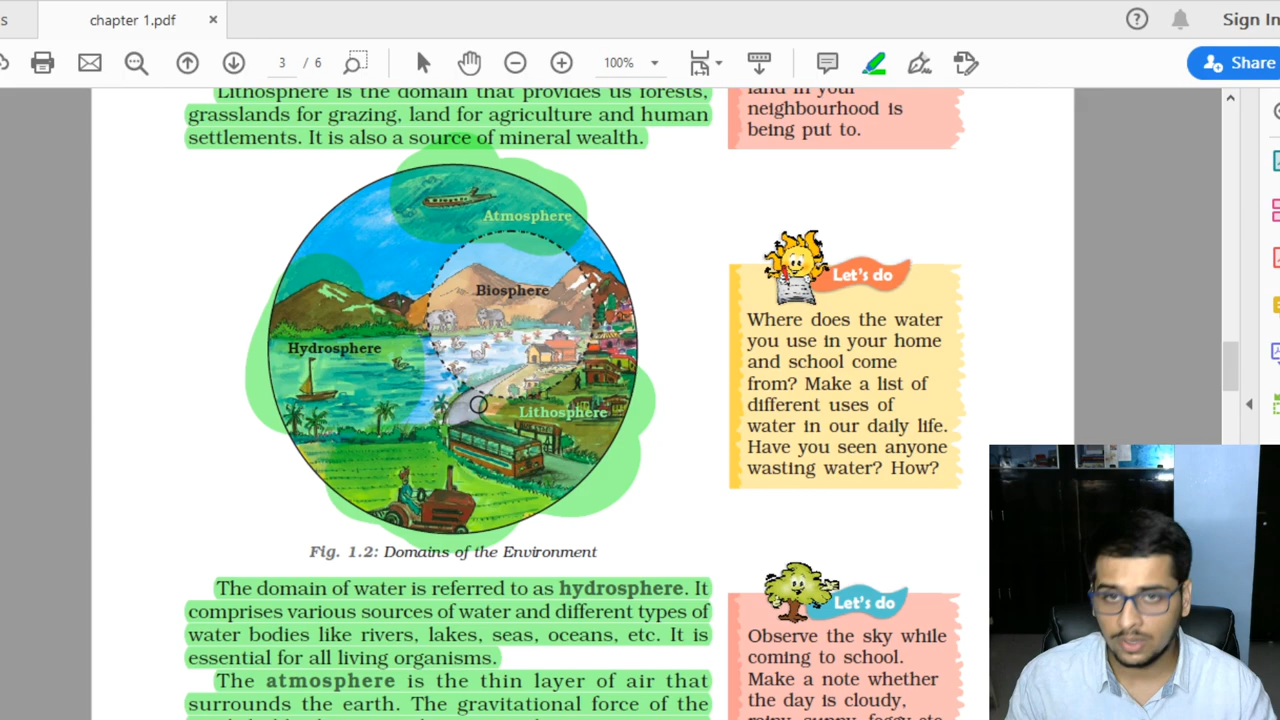 s
chapter 1.pdf
×
Sign In
3 / 6
100%
Share
Lithosphere is the domain that provides us forests,
grasslands for grazing, land for agriculture and human
settlements. It is also a source of mineral wealth.
land in your
neighbourhood is
being put to.
Atmosphere
Biosphere
Hydrosphere
Lithosphere
Fig. 1.2: Domains of the Environment
Let's do
Where does the water
you use in your home
and school come
from? Make a list of
different uses of
water in our daily life.
Have you seen anyone
wasting water? How?
The domain of water is referred to as hydrosphere. It
comprises various sources of water and different types of
water bodies like rivers, lakes, seas, oceans, etc. It is
essential for all living organisms.
The atmosphere is the thin layer of air that
surrounds the earth. The gravitational force of the
Let's do
Observe the sky while
coming to school.
Make a note whether
the day is cloudy,
rainy, sunny, foggy etc.